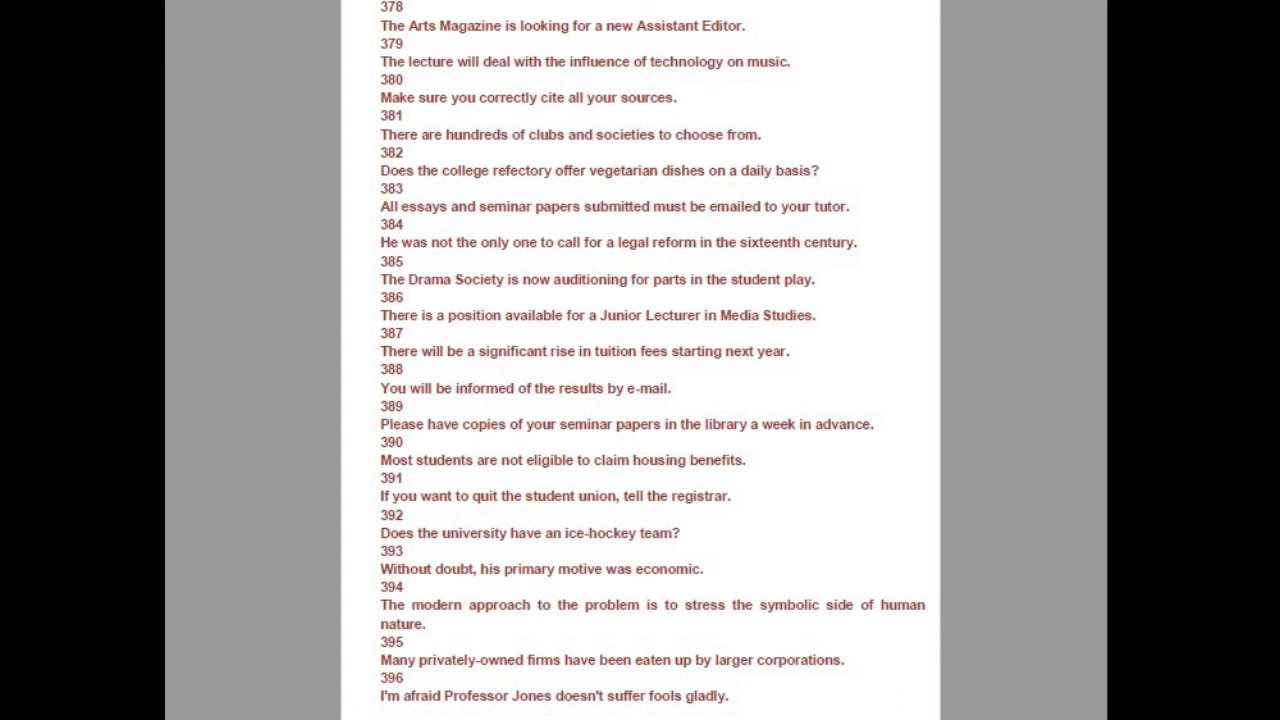 378
The Arts Magazine is looking for a new Assistant Editor.
379
The lecture will deal with the influence of technology on music.
380
Make sure you correctly cite all your sources.
381
There are hundreds of clubs and societies to choose from.
382
Does the college refectory offer vegetarian dishes on a daily basis?
383
All essays and seminar papers submitted must be emailed to your tutor.
384
He was not the only one to call for a legal reform in the sixteenth century.
385
The Drama Society is now auditioning for parts in the student play.
386
There is a position available for a Junior Lecturer in Media Studies.
387
There will be a significant rise in tuition fees starting next year.
388
You will be informed of the results by e-mail.
389
Please have copies of your seminar papers in the library a week in advance.
390
Most students are not eligible to claim housing benefits.
391
If you want to quit the student union, tell the registrar.
392
Does the university have an ice-hockey team?
393
Without doubt, his primary motive was economic.
394
The modern approach to the problem is to stress the symbolic side of human
nature.
395
Many privately-owned firms have been eaten up by larger corporations.
396
I'm afraid Professor Jones doesn't suffer fools gladly.